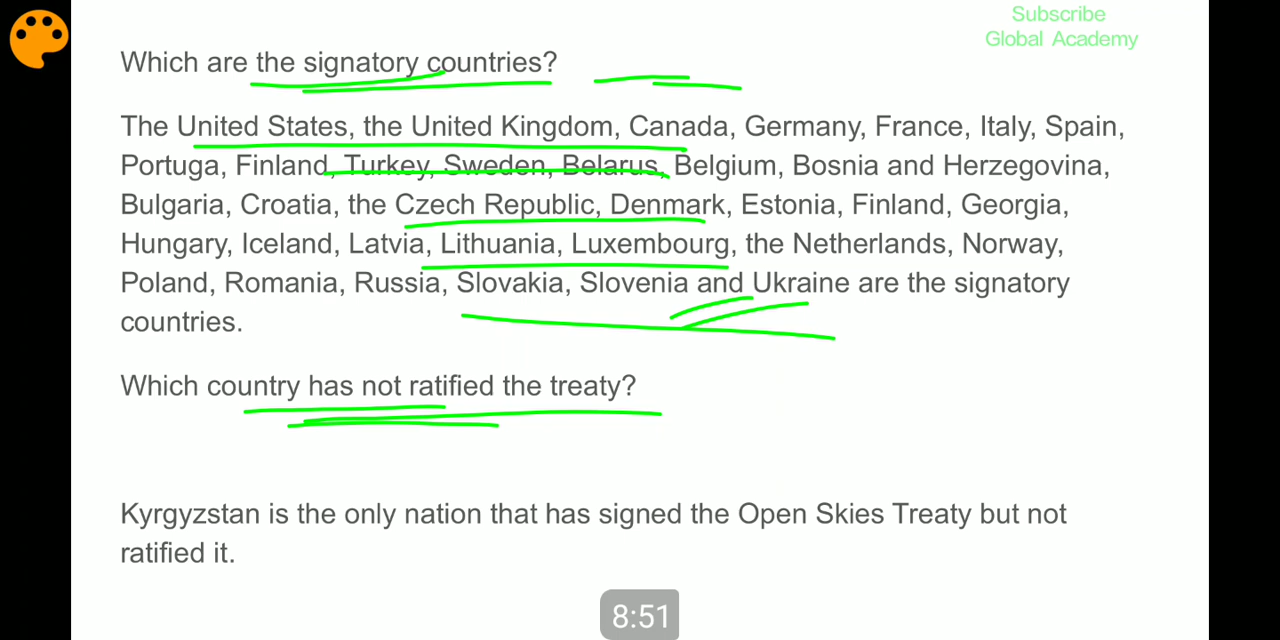 Subscribe
Global Academy
Which are the signatory countries?
The United States, the United Kingdom, Canada, Germany, France, Italy, Spain,
Portuga, Finland, Turkey, Sweden, Belarus, Belgium, Bosnia and Herzegovina,
Bulgaria, Croatia, the Czech Republic, Denmark, Estonia, Finland, Georgia,
Hungary, Iceland, Latvia, Lithuania, Luxembourg, the Netherlands, Norway,
Poland, Romania, Russia, Slovakia, Slovenia and Ukraine are the signatory
countries.
Which country has not ratified the treaty?
Kyrgyzstan is the only nation that has signed the Open Skies Treaty but not
ratified it.
8:51